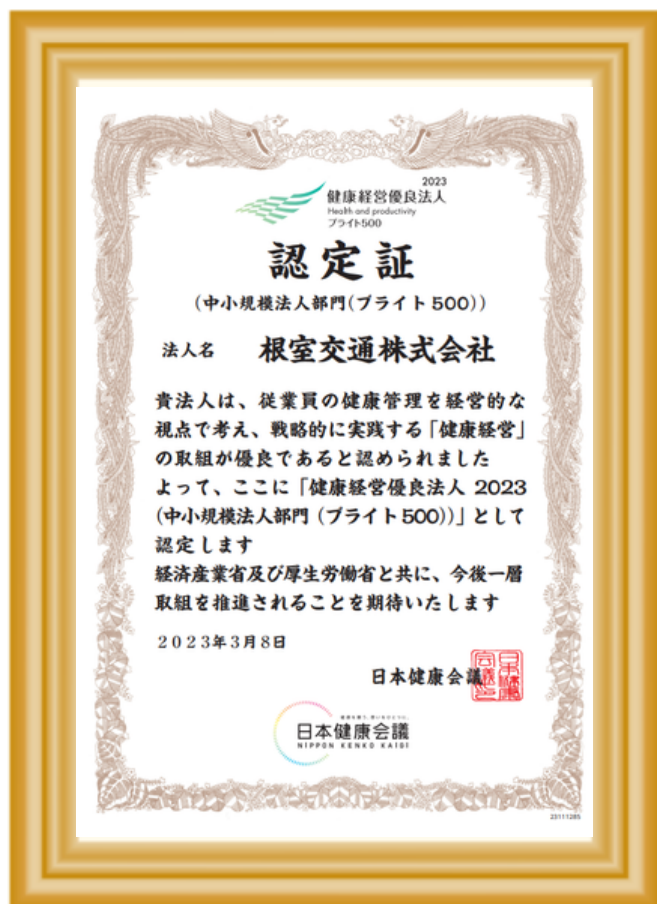 2023
健康経営優良法人
Health and productivity
ブライト500
認定証
(中小規模法人部門(ブライト500))
法人名 根室交通株式会社
貴法人は、従業員の健康管理を経営的な
視点で考え、戦略的に実践する「健康経営」
の取組が優良であると認められました
よって、ここに「健康経営優良法人 2023
(中小規模法人部門(ブライト500))」として
認定します
経済産業省及び厚生労働省と共に、今後一層
取組を推進されることを期待いたします
2023年3月8日
日本健康会議
日本健康会議
NIPPON KENKO KAIGI
23111285